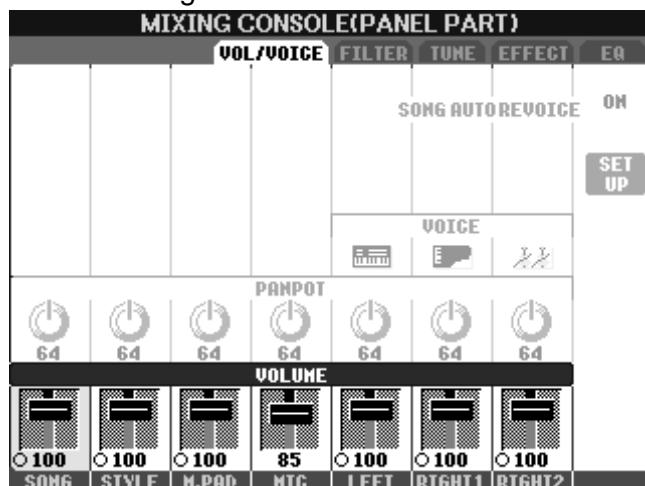 MIXING CONSOLE(PANEL PART)
VOL/VOICE FILTER TUNE EFFECT EQ
SONG AUTO REVOICE ON
SET UP
VOICE
PANPOT
64 64 64 64 64 64 64
VOLUME
100 100 100 85 100 100 100
SONG STYLE M.PAD MIC LEFT RIGHT1 RIGHT2